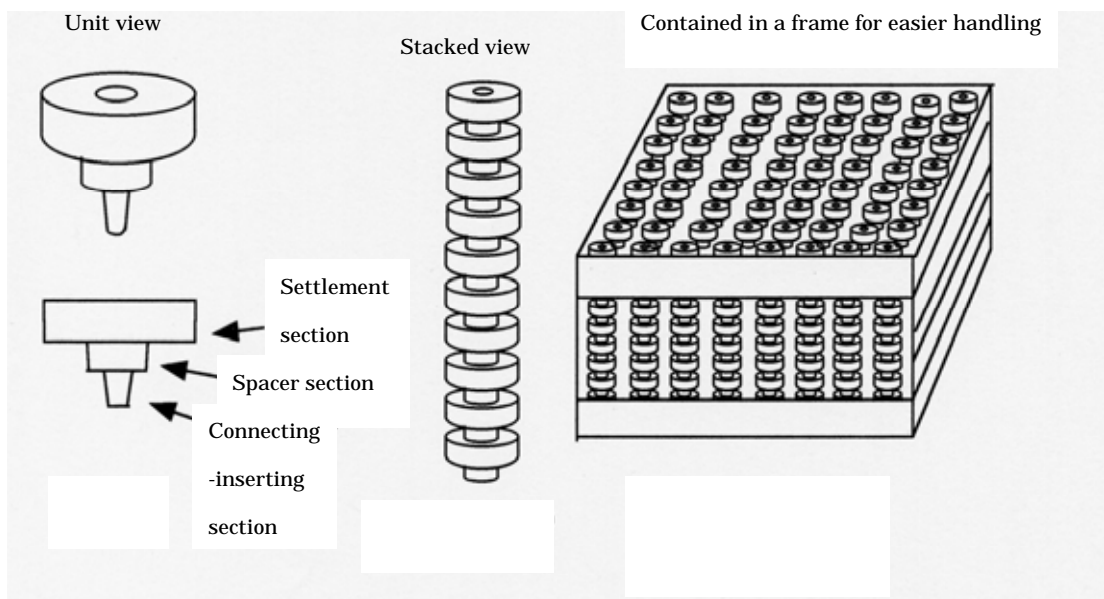 Unit view
Stacked view
Contained in a frame for easier handling
Settlement
section
Spacer section
Connecting
-inserting
section